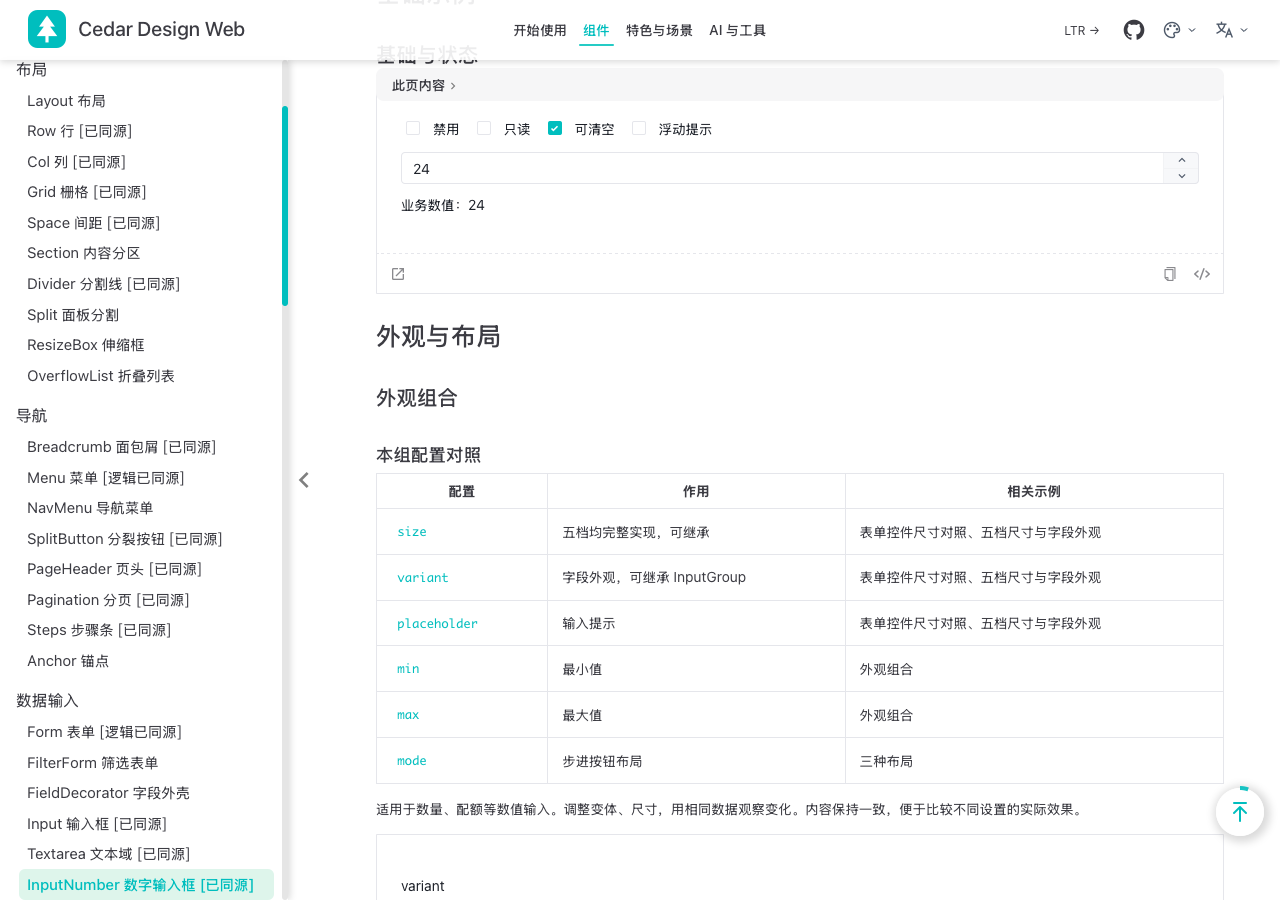 Cedar Design Web
开始使用
组件
特色与场景
AI 与工具
LTR →
布局
Layout 布局
Row 行 [已同源]
Col 列 [已同源]
Grid 栅格 [已同源]
Space 间距 [已同源]
Section 内容分区
Divider 分割线 [已同源]
Split 面板分割
ResizeBox 伸缩框
OverflowList 折叠列表
导航
Breadcrumb 面包屑 [已同源]
Menu 菜单 [逻辑已同源]
NavMenu 导航菜单
SplitButton 分裂按钮 [已同源]
PageHeader 页头 [已同源]
Pagination 分页 [已同源]
Steps 步骤条 [已同源]
Anchor 锚点
数据输入
Form 表单 [逻辑已同源]
FilterForm 筛选表单
FieldDecorator 字段外壳
Input 输入框 [已同源]
Textarea 文本域 [已同源]
InputNumber 数字输入框 [已同源]
基础与状态
此页内容 ›
禁用 只读 可清空 浮动提示
24
业务数值：24
外观与布局
外观组合
本组配置对照
配置 作用 相关示例
size 五档均完整实现，可继承 表单控件尺寸对照、五档尺寸与字段外观
variant 字段外观，可继承 InputGroup 表单控件尺寸对照、五档尺寸与字段外观
placeholder 输入提示 表单控件尺寸对照、五档尺寸与字段外观
min 最小值 外观组合
max 最大值 外观组合
mode 步进按钮布局 三种布局
适用于数量、配额等数值输入。调整变体、尺寸，用相同数据观察变化。内容保持一致，便于比较不同设置的实际效果。
variant